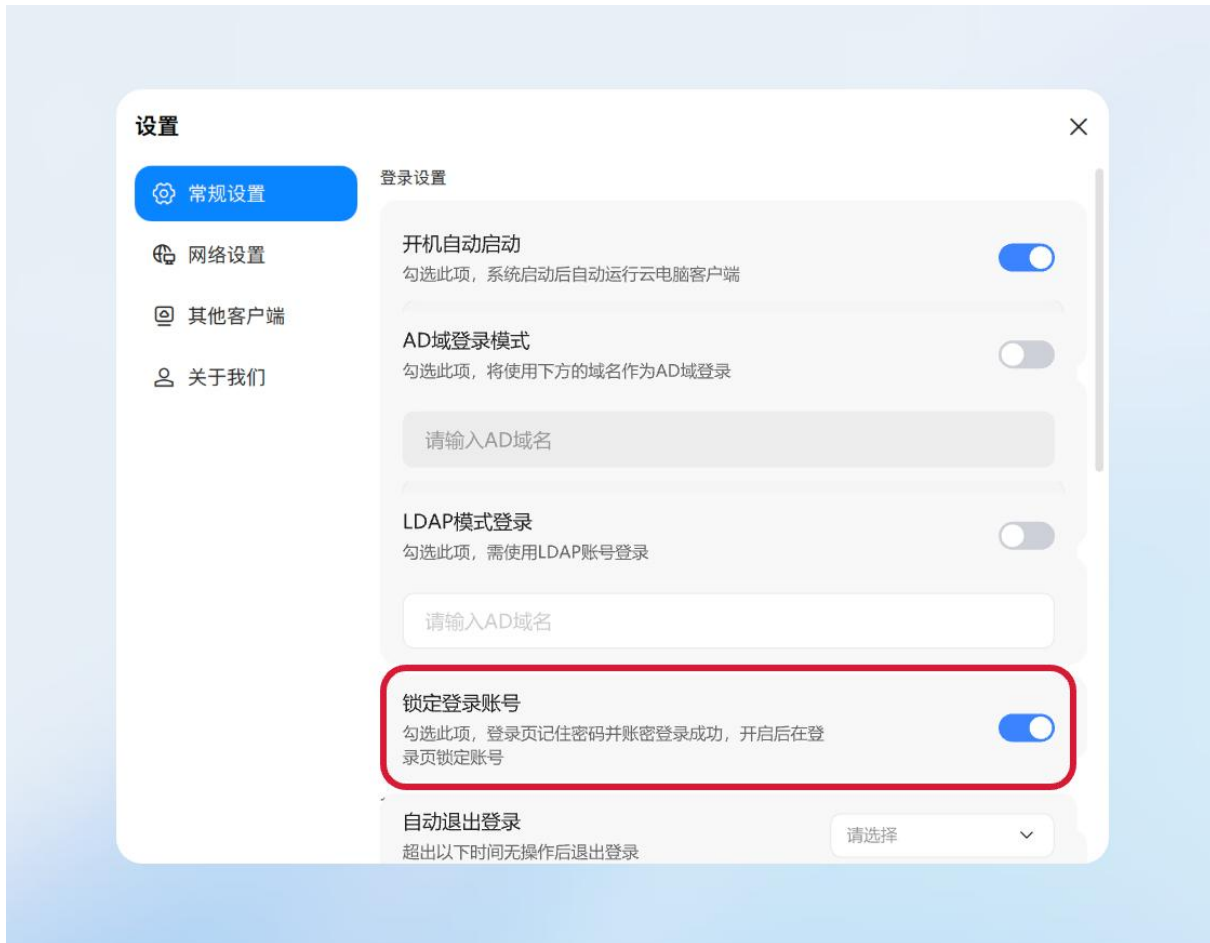 设置
常规设置
网络设置
其他客户端
关于我们
登录设置
开机自动启动
勾选此项，系统启动后自动运行云电脑客户端
AD域登录模式
勾选此项，将使用下方的域名作为AD域登录
请输入AD域名
LDAP模式登录
勾选此项，需使用LDAP账号登录
请输入AD域名
锁定登录账号
勾选此项，登录页记住密码并账密登录成功，开启后在登
录页锁定账号
自动退出登录
超出以下时间无操作后退出登录
请选择